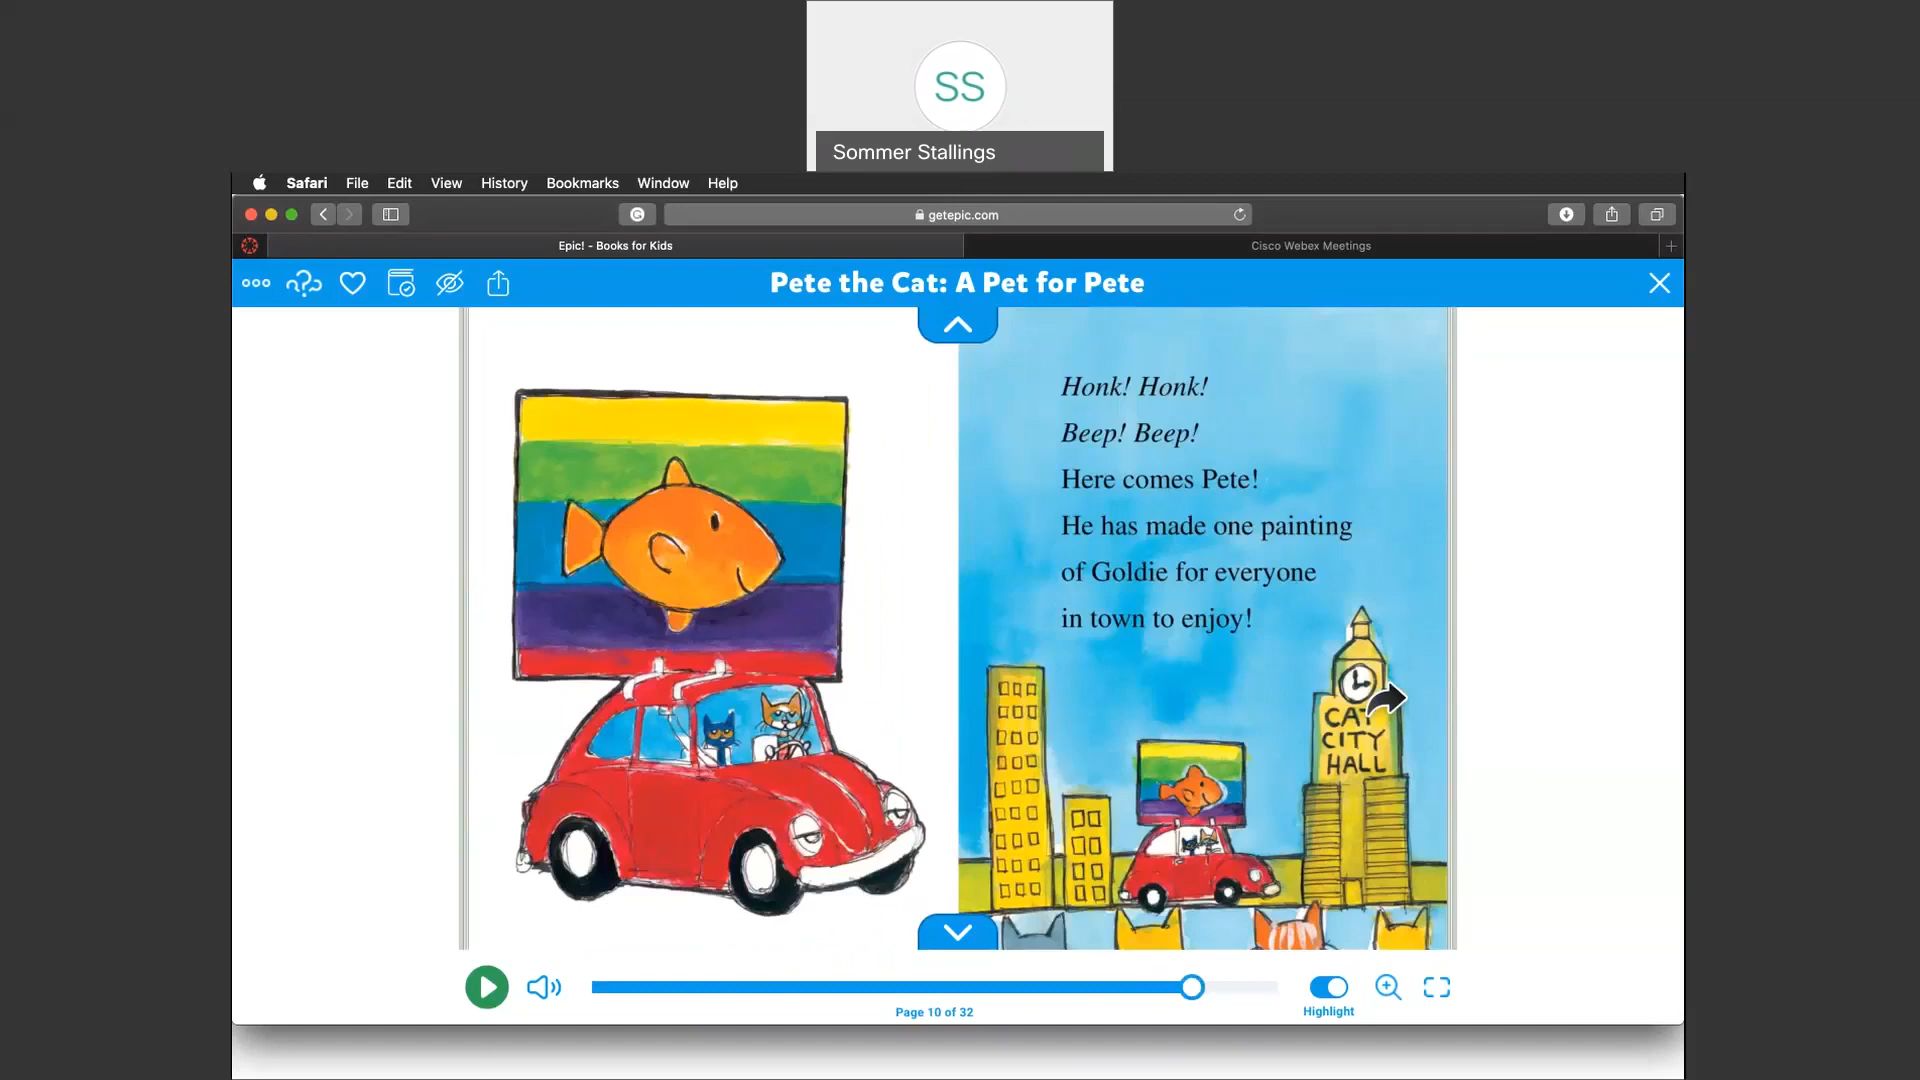 SS
Sommer Stallings
Safari File Edit View History Bookmarks Window Help
getepic.com
Epic! - Books for Kids
Cisco Webex Meetings
Pete the Cat: A Pet for Pete
Honk! Honk!
Beep! Beep!
Here comes Pete!
He has made one painting
of Goldie for everyone
in town to enjoy!
CAT
CITY
HALL
Page 10 of 32
Highlight